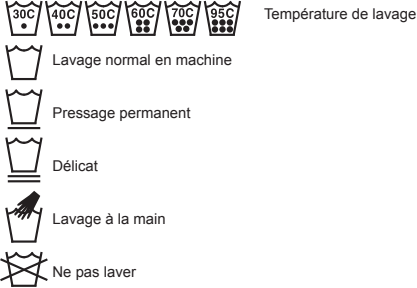 30C 40C 50C 60C 70C 95C Température de lavage
Lavage normal en machine
Pressage permanent
Délicat
Lavage à la main
Ne pas laver